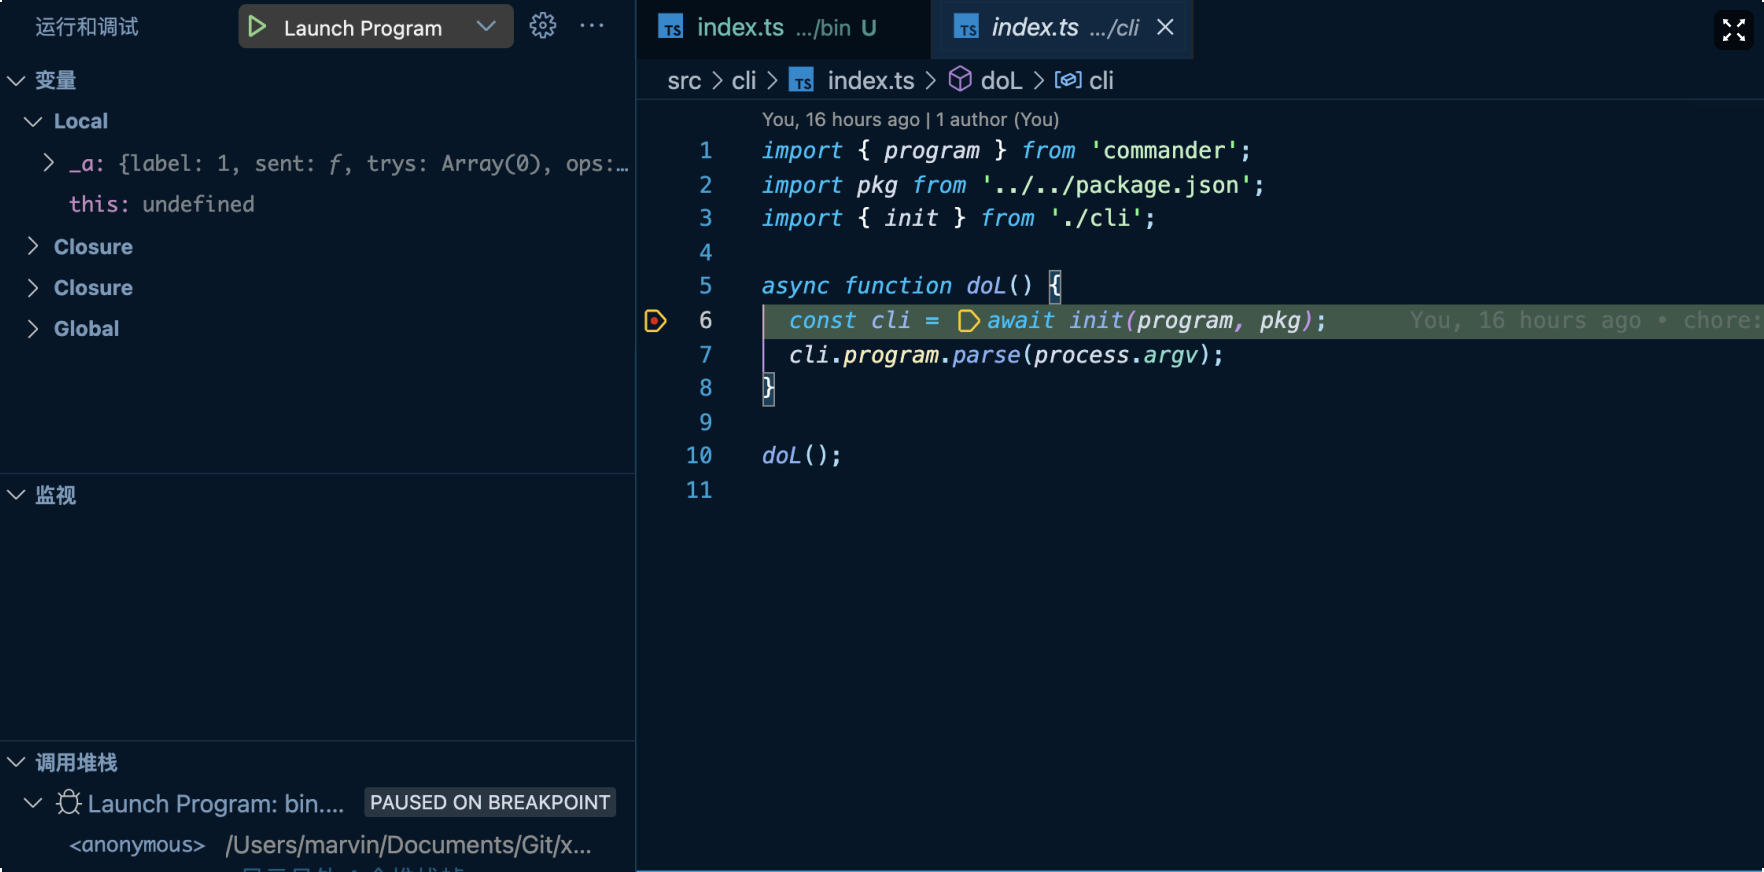 运行和调试
Launch Program
变量
Local
_a: {label: 1, sent: ƒ, trys: Array(0), ops:…
this: undefined
Closure
Closure
Global
监视
调用堆栈
Launch Program: bin....
PAUSED ON BREAKPOINT
<anonymous> /Users/marvin/Documents/Git/x...
TS index.ts .../bin U
TS index.ts .../cli
src > cli > TS index.ts > doL > cli
You, 16 hours ago | 1 author (You)
1 import { program } from 'commander';
2 import pkg from '../../package.json';
3 import { init } from './cli';
4
5 async function doL() {
6 const cli = await init(program, pkg); You, 16 hours ago • chore:
7 cli.program.parse(process.argv);
8 }
9
10 doL();
11